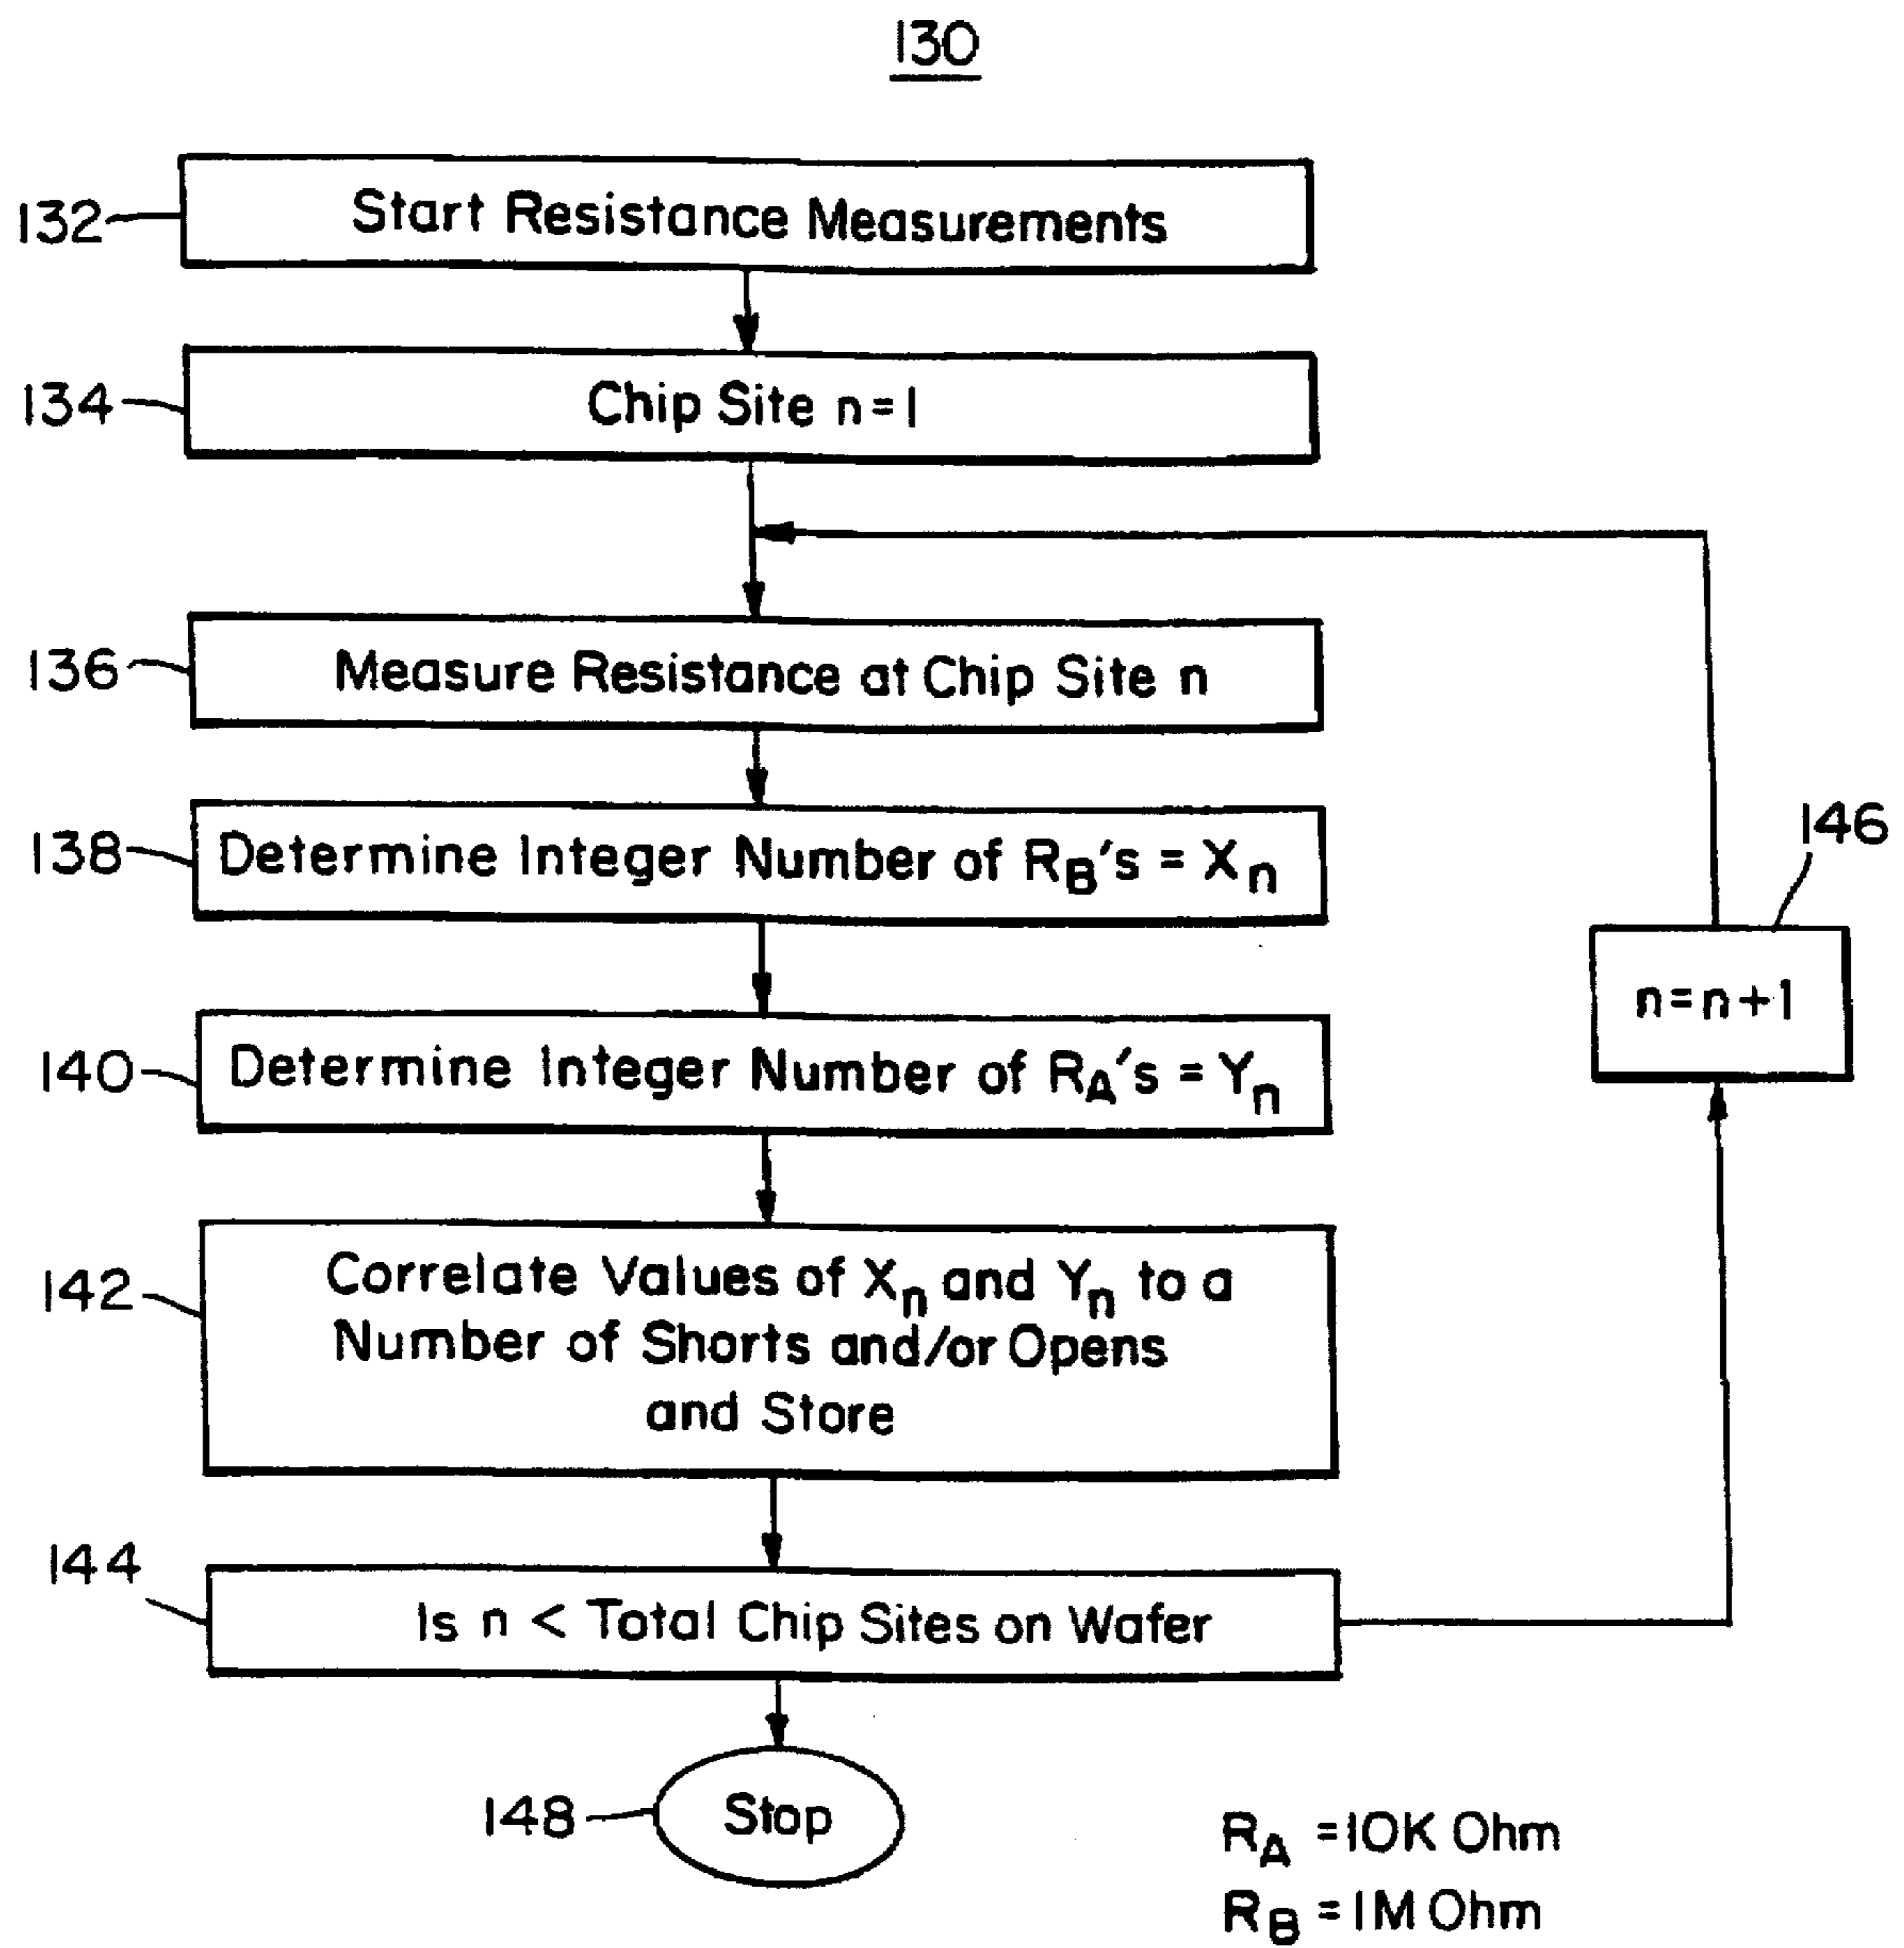 130
132
Start Resistance Measurements
134
Chip Site n=1
136
Measure Resistance at Chip Site n
138
Determine Integer Number of RB's = Xn
146
n=n+1
140
Determine Integer Number of RA's = Yn
142
Correlate Values of Xn and Yn to a
Number of Shorts and/or Opens
and Store
144
Is n < Total Chip Sites on Wafer
148
Stop
RA = 10K Ohm
RB = 1M Ohm